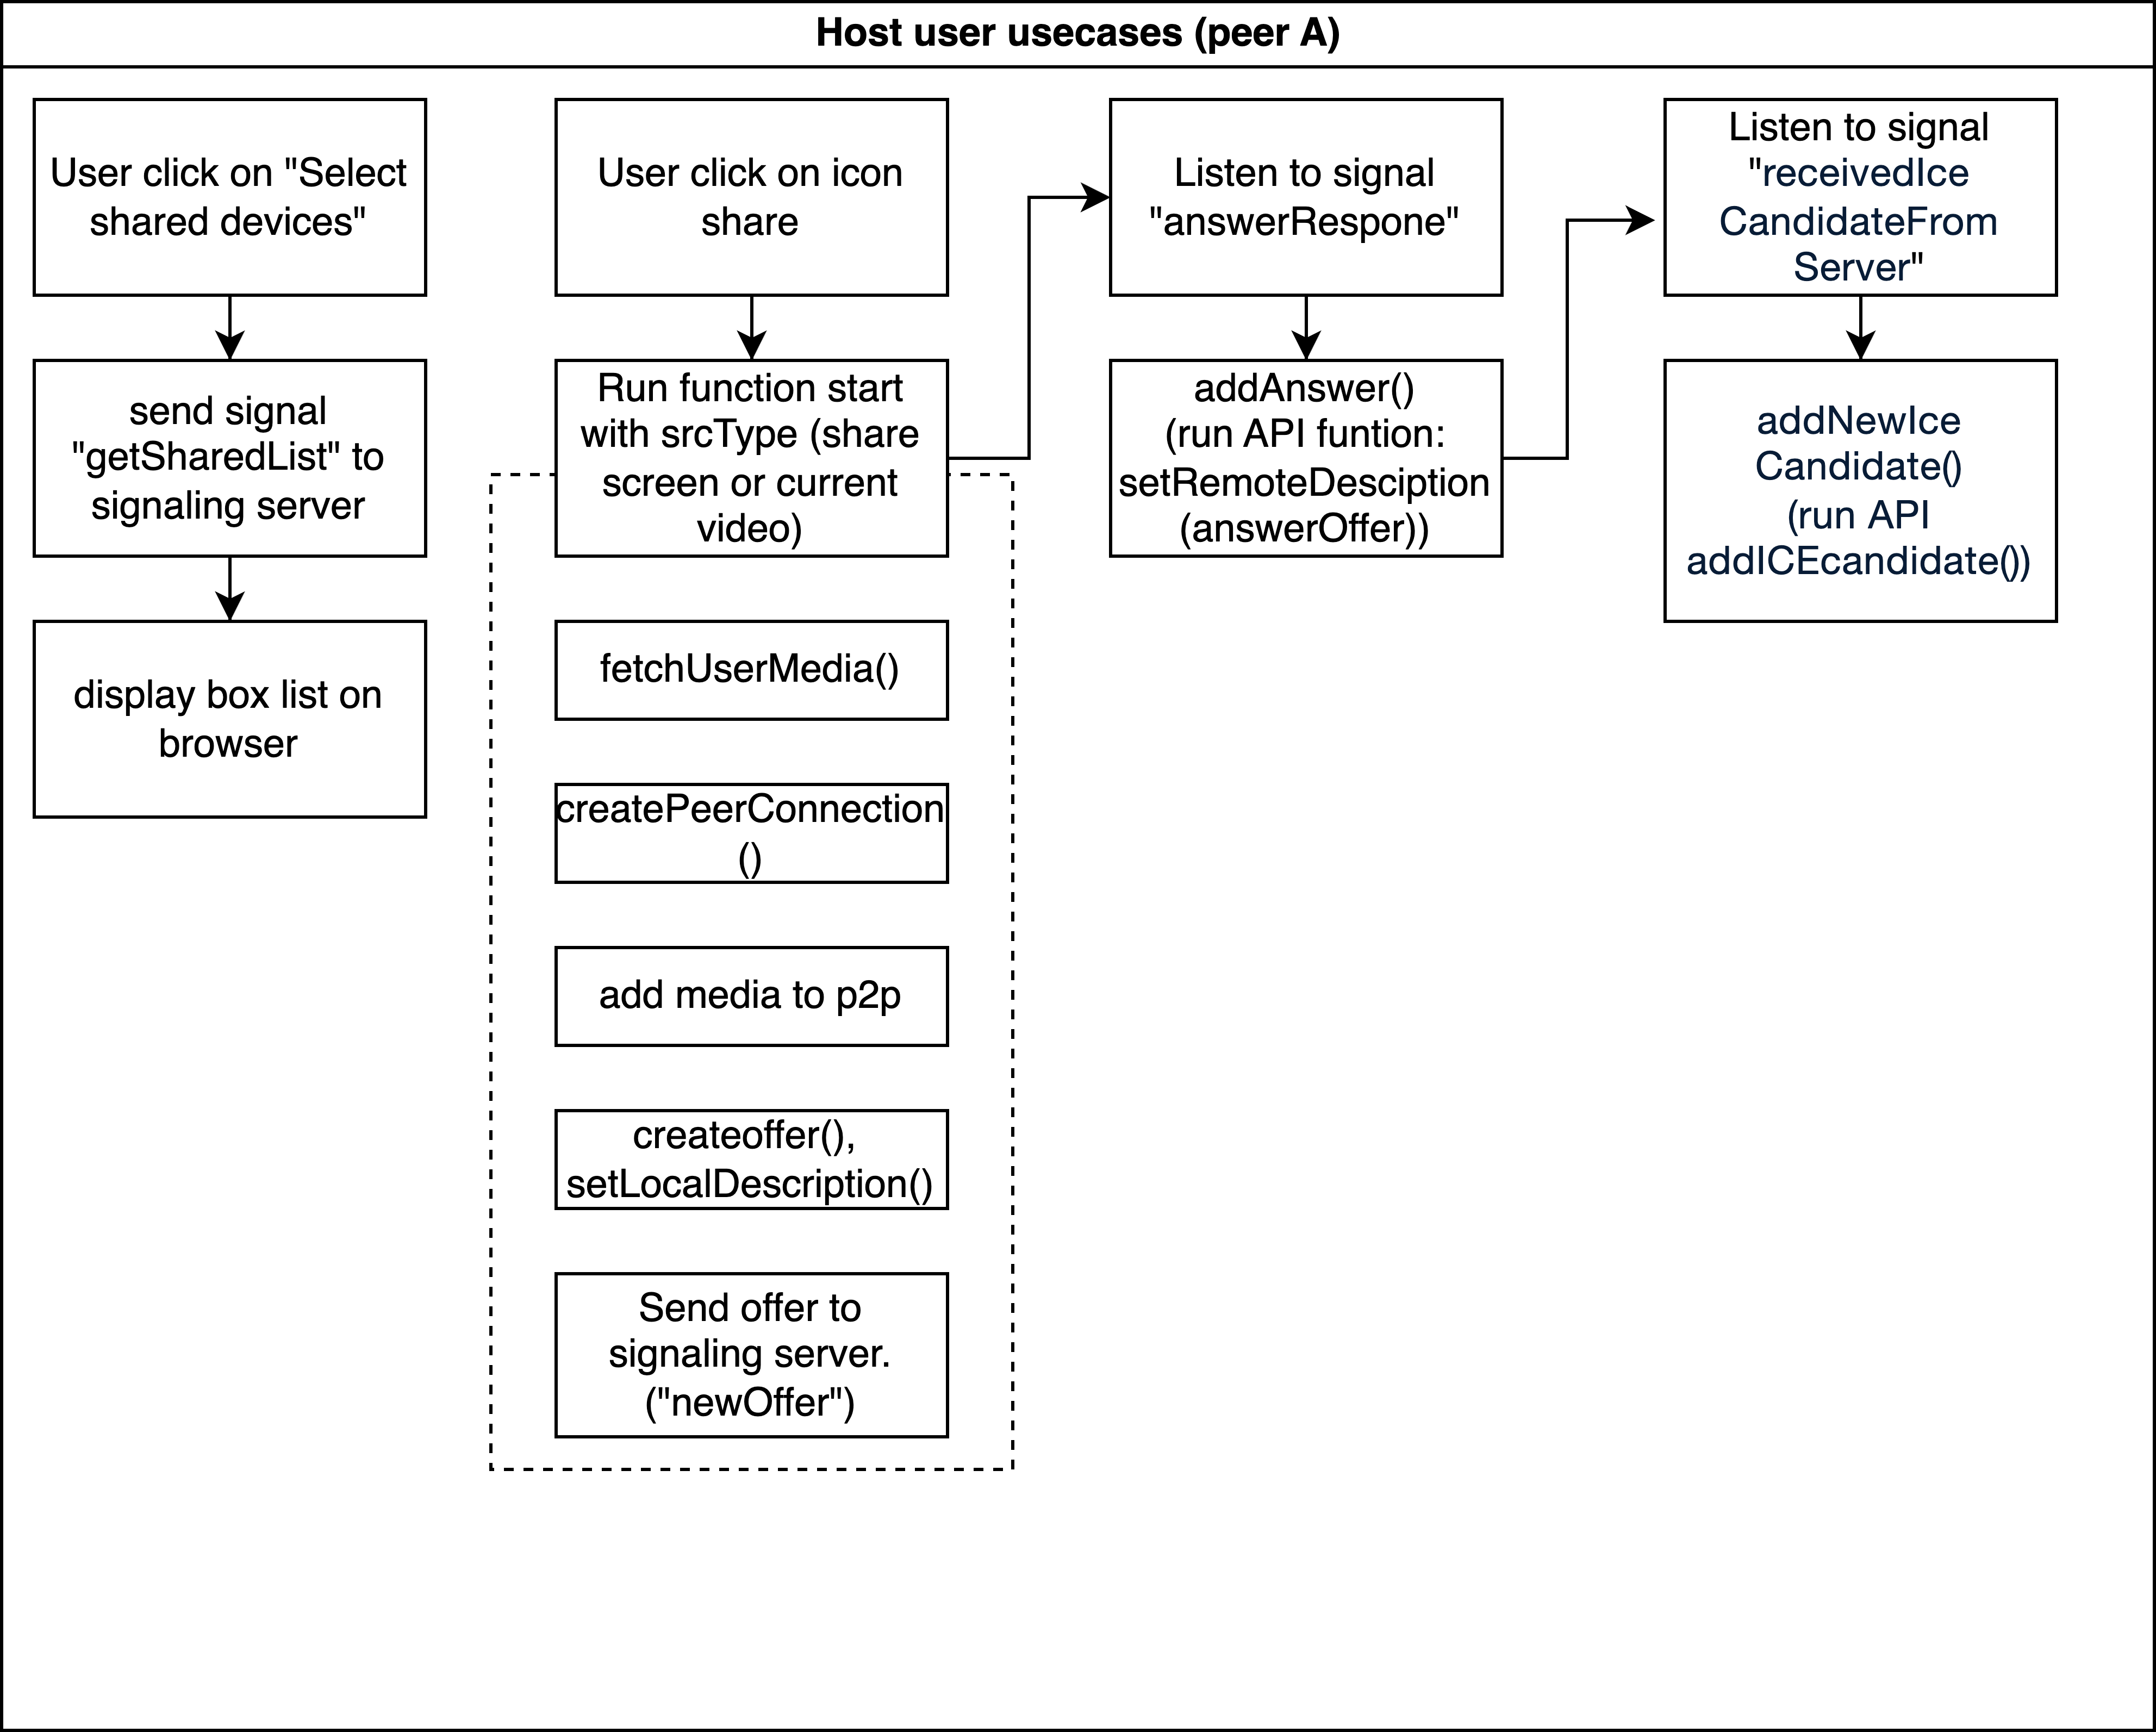 Host user usecases (peer A)
User click on "Select
shared devices"
send signal
"getSharedList" to
signaling server
display box list on
browser
User click on icon
share
Run function start
with srcType (share
screen or current
video)
fetchUserMedia()
createPeerConnection
()
add media to p2p
createoffer(),
setLocalDescription()
Send offer to
signaling server.
("newOffer")
Listen to signal
"answerRespone"
addAnswer()
(run API funtion:
setRemoteDesciption
(answerOffer))
Listen to signal
"receivedIce
CandidateFrom
Server"
addNewIce
Candidate()
(run API
addICEcandidate())